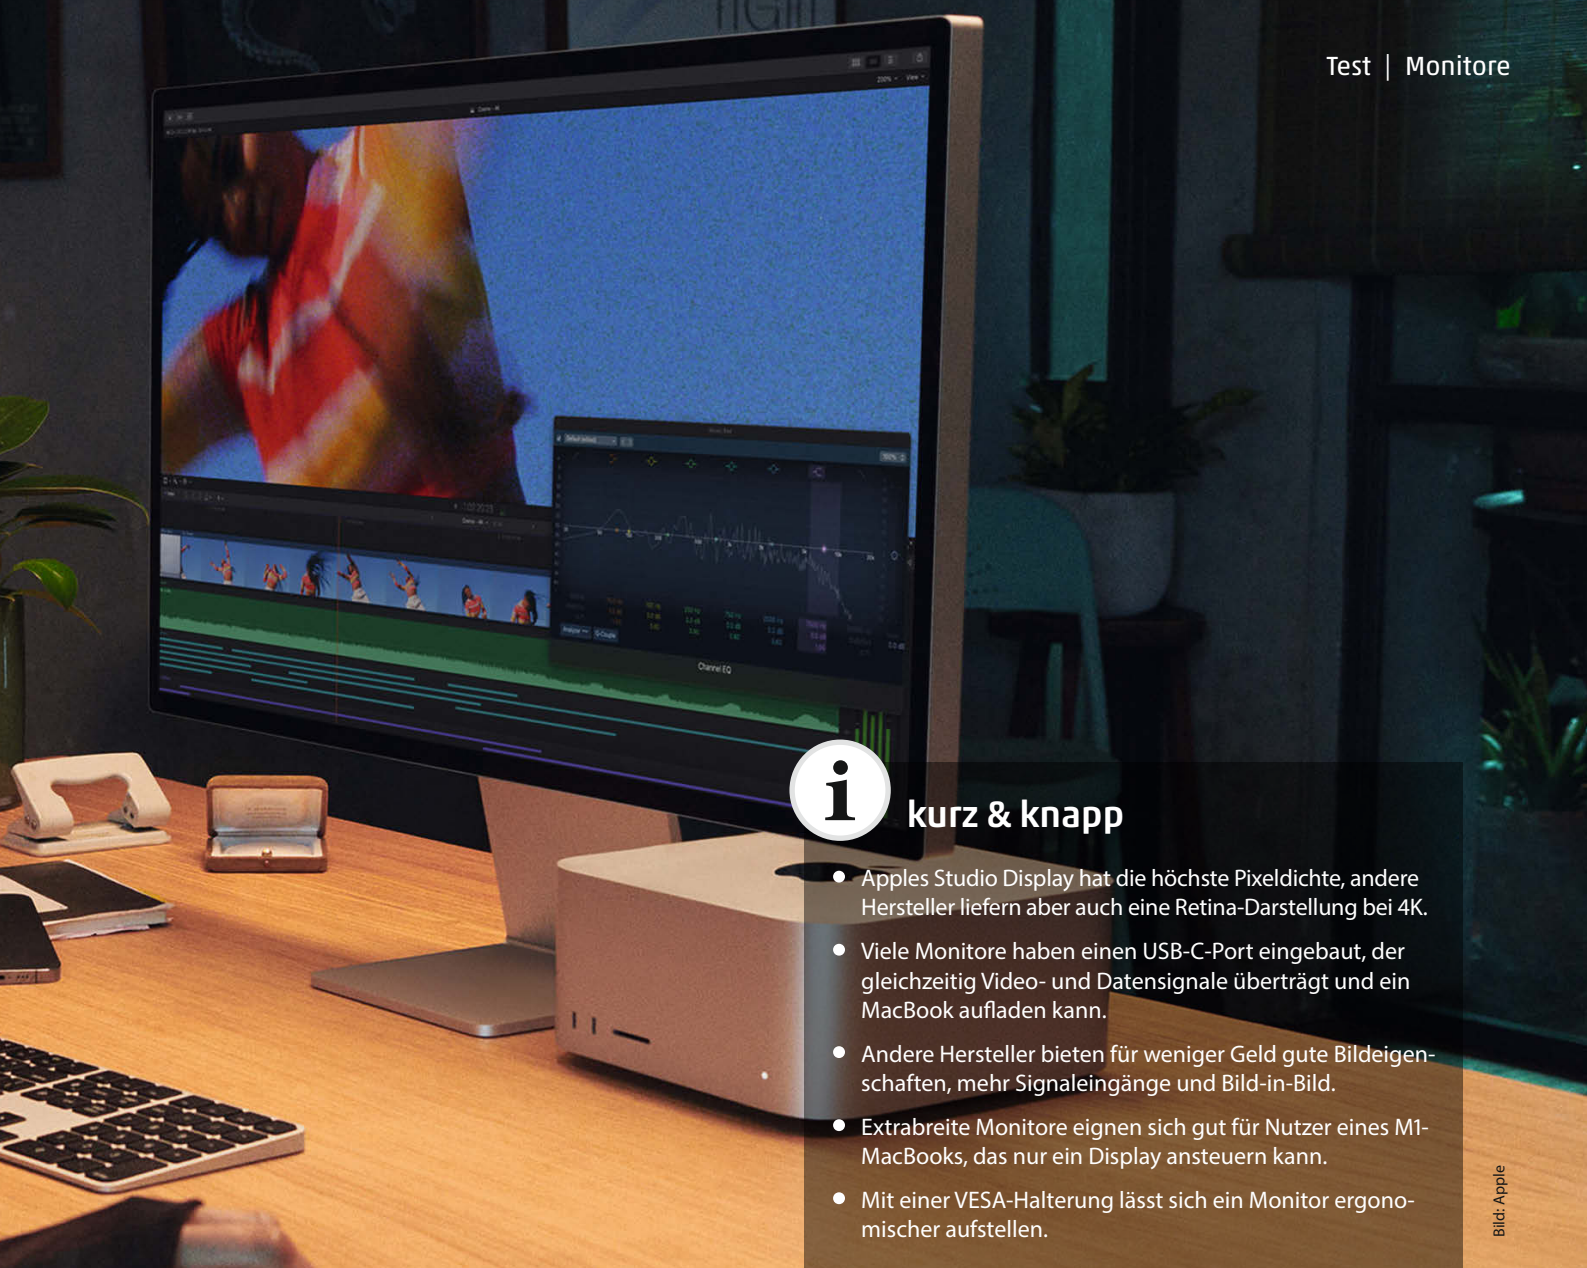 Test | Monitore
200%
View
Channel EQ
kurz & knapp
Apples Studio Display hat die höchste Pixeldichte, andere
Hersteller liefern aber auch eine Retina-Darstellung bei 4K.
Viele Monitore haben einen USB-C-Port eingebaut, der
gleichzeitig Video- und Datensignale überträgt und ein
MacBook aufladen kann.
Andere Hersteller bieten für weniger Geld gute Bildeigen-
schaften, mehr Signaleingänge und Bild-in-Bild.
Extrabreite Monitore eignen sich gut für Nutzer eines M1-
MacBooks, das nur ein Display ansteuern kann.
Mit einer VESA-Halterung lässt sich ein Monitor ergono-
mischer aufstellen.
Bild: Apple